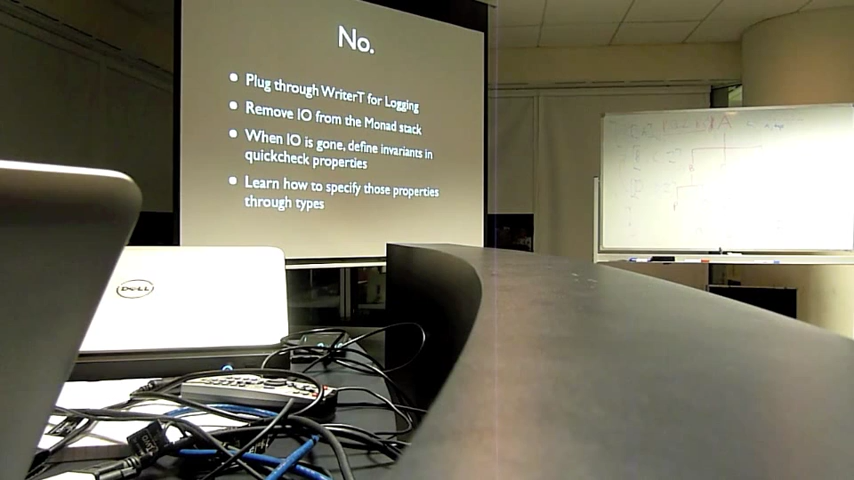 No.
Plug through WriterT for Logging
Remove IO from the Monad stack
When IO is gone, define invariants in
quickcheck properties
Learn how to specify those properties
through types
DELL